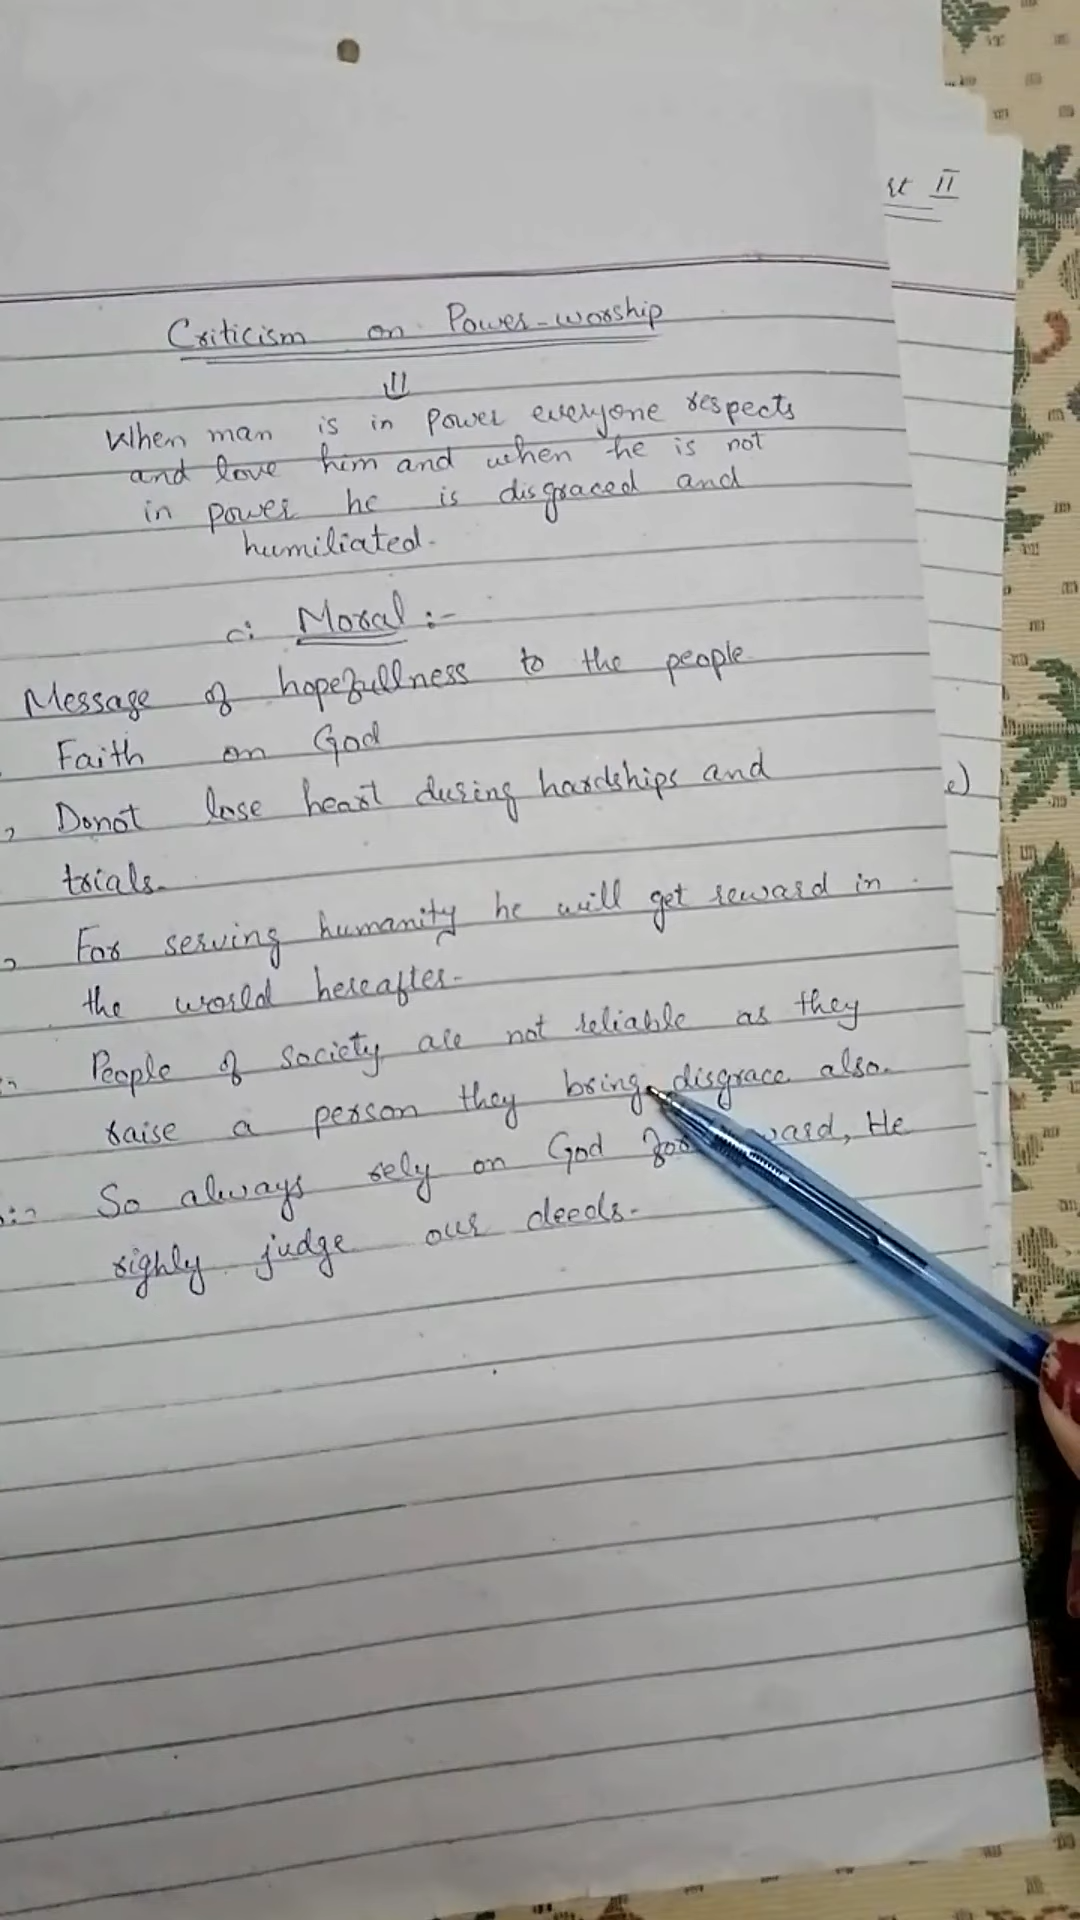 st II
Criticism on Power-worship
⇓
When man is in power everyone respects
and love him and when he is not
in power he is disgraced and
humiliated.
c: Moral :-
Message of hopefullness to the people
Faith on God
Donot lose heart during hardships and
trials.
For serving humanity he will get reward in
the world hereafter.
People of society are not reliable as they
raise a person they bring disgrace also.
So always rely on God for ward, He
righly judge our deeds.
e)